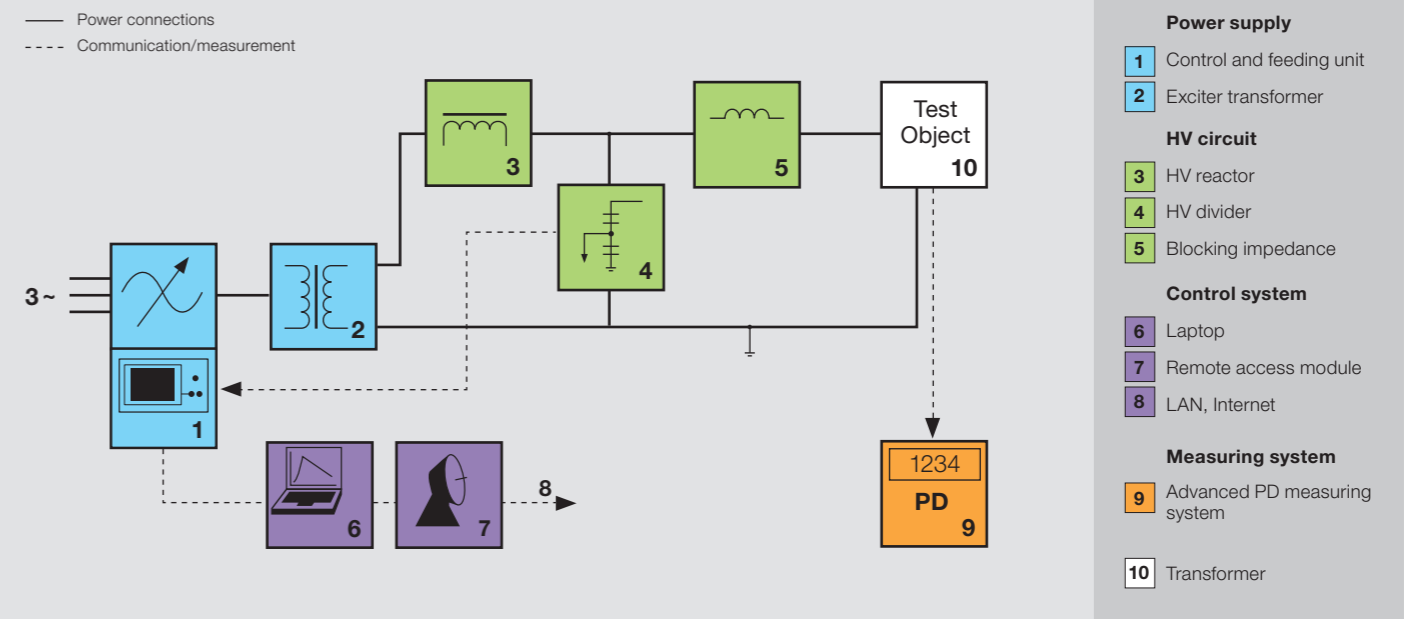 Power connections
Communication/measurement
3
5
Test
Object
10
4
3~
2
1
1234
PD
9
8
6
7
Power supply
1 Control and feeding unit
2 Exciter transformer
HV circuit
3 HV reactor
4 HV divider
5 Blocking impedance
Control system
6 Laptop
7 Remote access module
8 LAN, Internet
Measuring system
9 Advanced PD measuring
system
10 Transformer